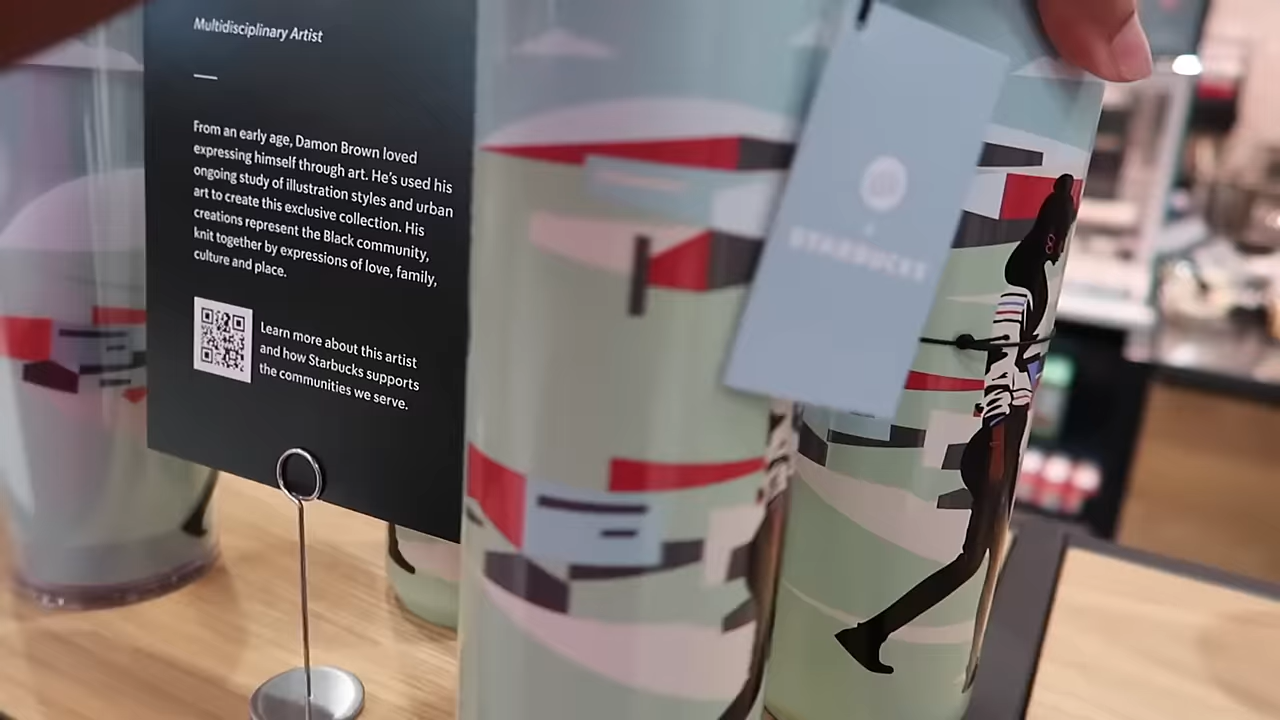 Multidisciplinary Artist
From an early age, Damon Brown loved
expressing himself through art. He's used his
ongoing study of illustration styles and urban
art to create this exclusive collection. His
creations represent the Black community,
knit together by expressions of love, family,
culture and place.
Learn more about this artist
and how Starbucks supports
the communities we serve.
STARBUCKS